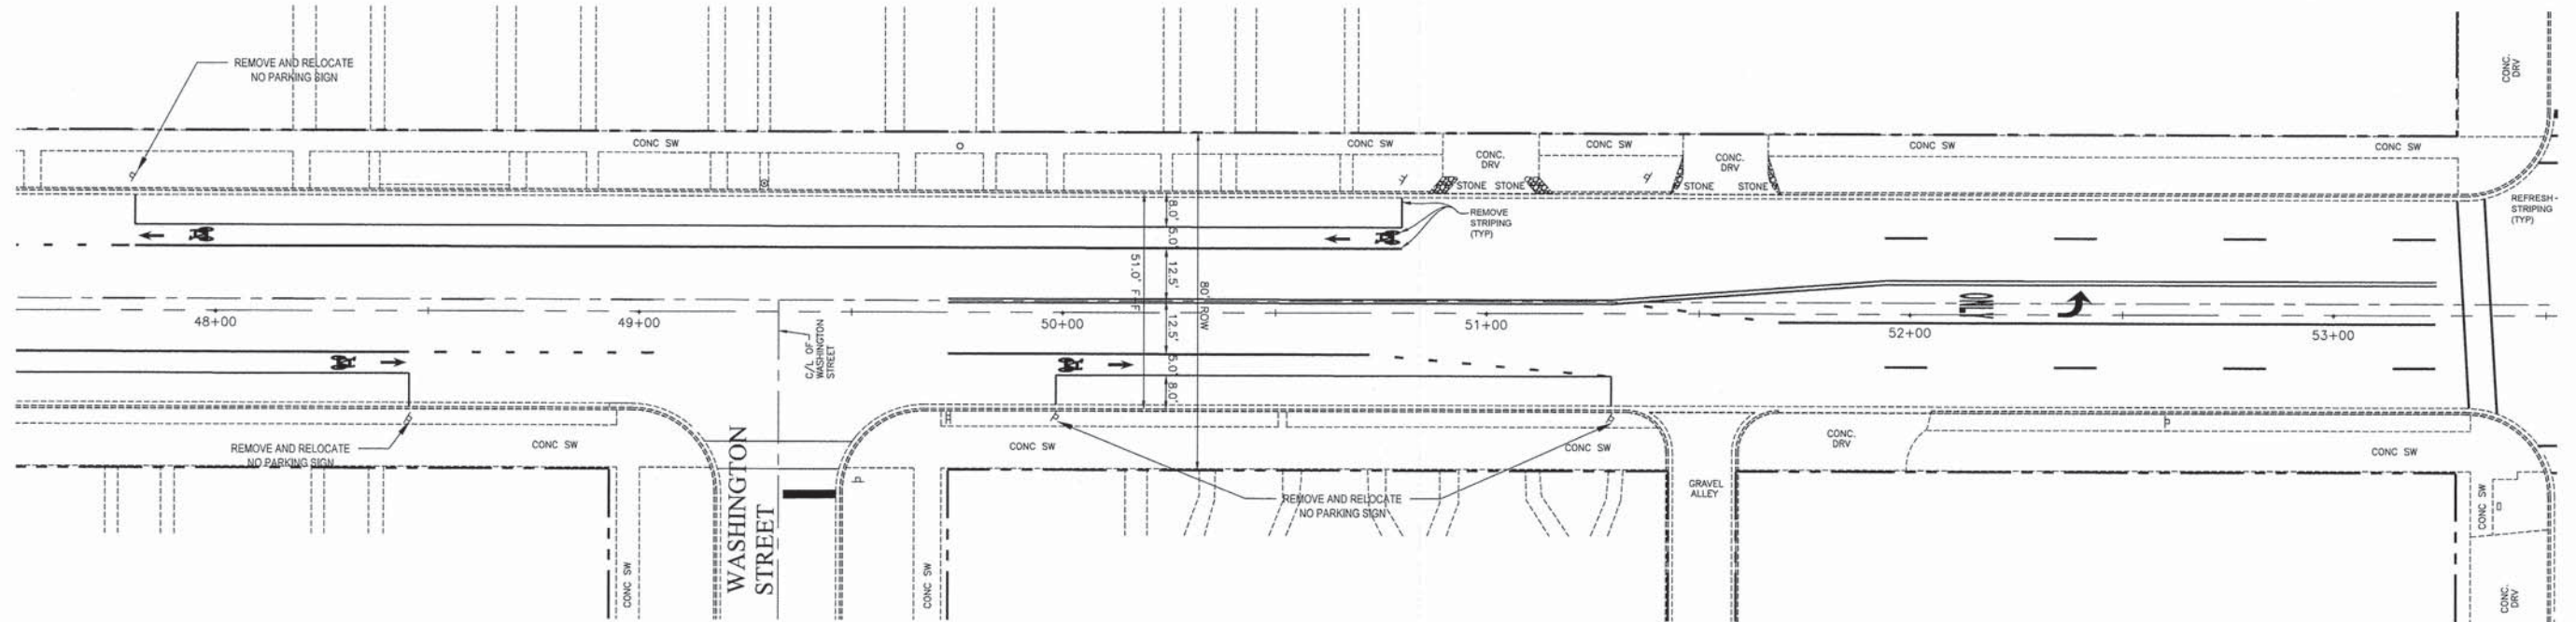 REMOVE AND RELOCATE
NO PARKING SIGN
CONC SW
CONC SW
CONC.
DRV
CONC SW
CONC.
DRV
CONC SW
CONC SW
CONC.
DRV
STONE STONE
STONE STONE
REMOVE
STRIPING
(TYP)
REFRESH
STRIPING
(TYP)
8.0'
5.0'
12.5'
51.0' F-F
80' ROW
12.5'
5.0'
8.0'
48+00
49+00
50+00
51+00
52+00
53+00
C/L OF
WASHINGTON
STREET
REMOVE AND RELOCATE
NO PARKING SIGN
CONC SW
WASHINGTON
STREET
CONC SW
CONC SW
CONC SW
CONC SW
REMOVE AND RELOCATE
NO PARKING SIGN
GRAVEL
ALLEY
CONC.
DRV
CONC SW
CONC SW
CONC.
DRV